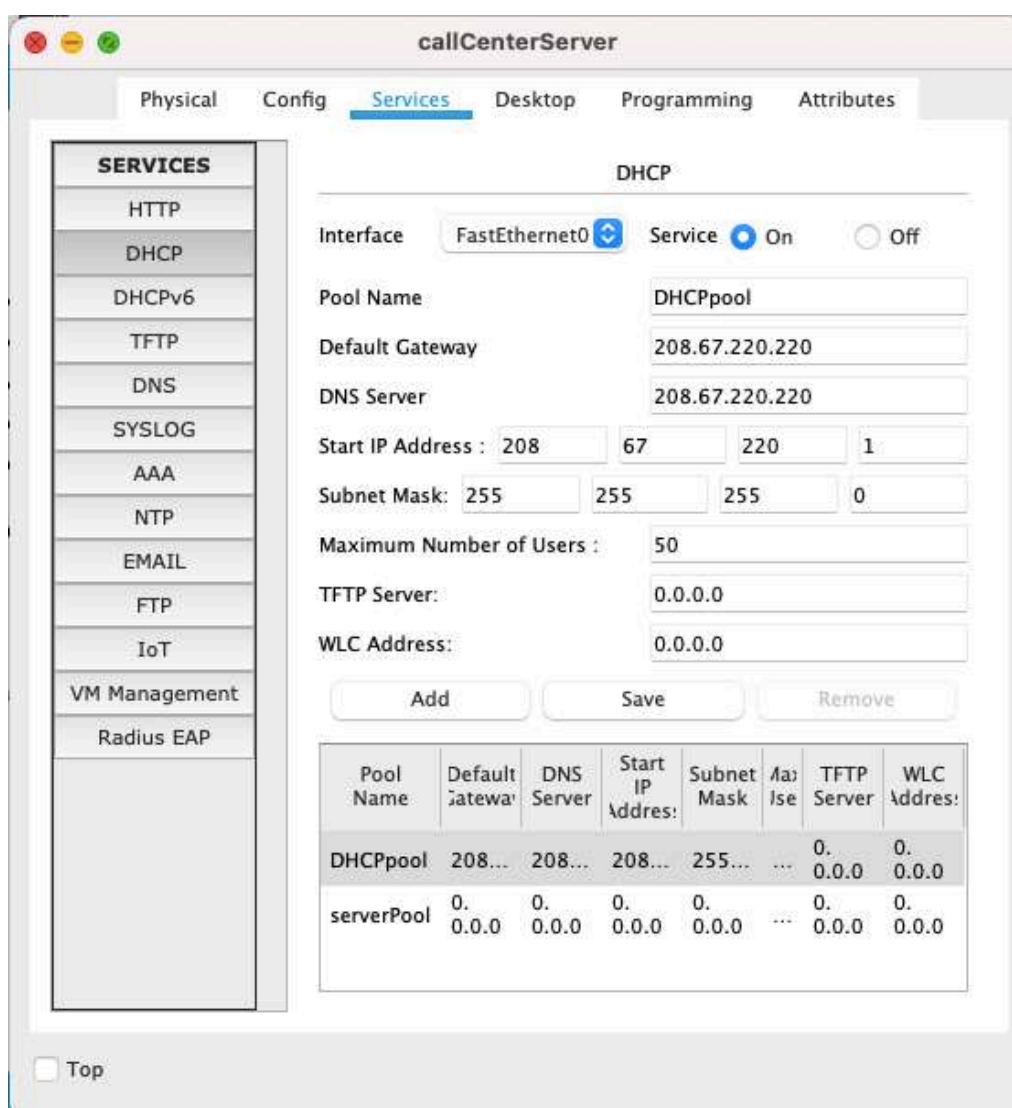 callCenterServer
Physical Config Services Desktop Programming Attributes
SERVICES
HTTP
DHCP
DHCPv6
TFTP
DNS
SYSLOG
AAA
NTP
EMAIL
FTP
IoT
VM Management
Radius EAP
DHCP
Interface FastEthernet0 Service On Off
Pool Name DHCPpool
Default Gateway 208.67.220.220
DNS Server 208.67.220.220
Start IP Address : 208 67 220 1
Subnet Mask: 255 255 255 0
Maximum Number of Users : 50
TFTP Server: 0.0.0.0
WLC Address: 0.0.0.0
Add Save Remove
Pool Name Default DNS Server Start IP Subnet Mask TFTP Server WLC
DHCPpool 208... 208... 208... 255... ... 0. 0.0.0 0. 0.0.0
serverPool 0. 0.0.0 0. 0.0.0 0. 0.0.0 0. 0.0.0 ... 0. 0.0.0 0. 0.0.0
Top